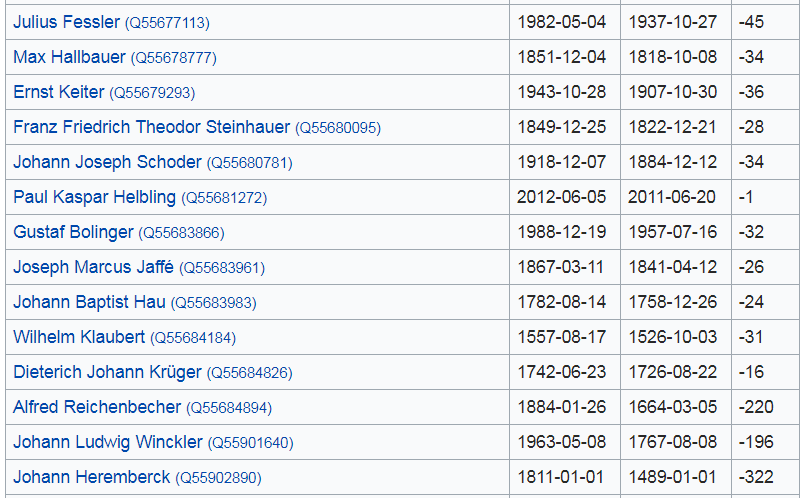 Julius Fessler (Q55677113) 1982-05-04 1937-10-27 -45
Max Hallbauer (Q55678777) 1851-12-04 1818-10-08 -34
Ernst Keiter (Q55679293) 1943-10-28 1907-10-30 -36
Franz Friedrich Theodor Steinhauer (Q55680095) 1849-12-25 1822-12-21 -28
Johann Joseph Schoder (Q55680781) 1918-12-07 1884-12-12 -34
Paul Kaspar Helbling (Q55681272) 2012-06-05 2011-06-20 -1
Gustaf Bolinger (Q55683866) 1988-12-19 1957-07-16 -32
Joseph Marcus Jaffé (Q55683961) 1867-03-11 1841-04-12 -26
Johann Baptist Hau (Q55683983) 1782-08-14 1758-12-26 -24
Wilhelm Klaubert (Q55684184) 1557-08-17 1526-10-03 -31
Dieterich Johann Krüger (Q55684826) 1742-06-23 1726-08-22 -16
Alfred Reichenbecher (Q55684894) 1884-01-26 1664-03-05 -220
Johann Ludwig Winckler (Q55901640) 1963-05-08 1767-08-08 -196
Johann Heremberck (Q55902890) 1811-01-01 1489-01-01 -322